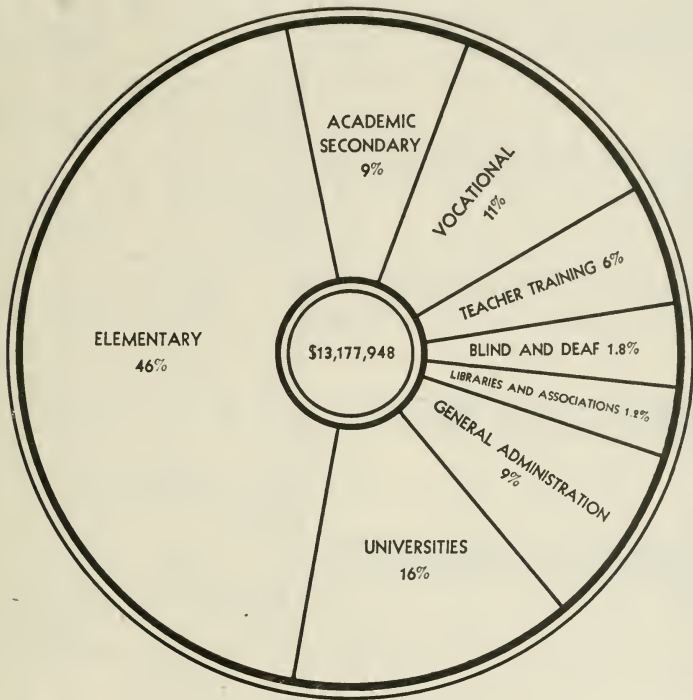 ACADEMIC
SECONDARY
9%
VOCATIONAL
11%
TEACHER TRAINING 6%
BLIND AND DEAF 1.8%
LIBRARIES AND ASSOCIATIONS 1.2%
GENERAL ADMINISTRATION
9%
UNIVERSITIES
16%
ELEMENTARY
46%
$13,177,948